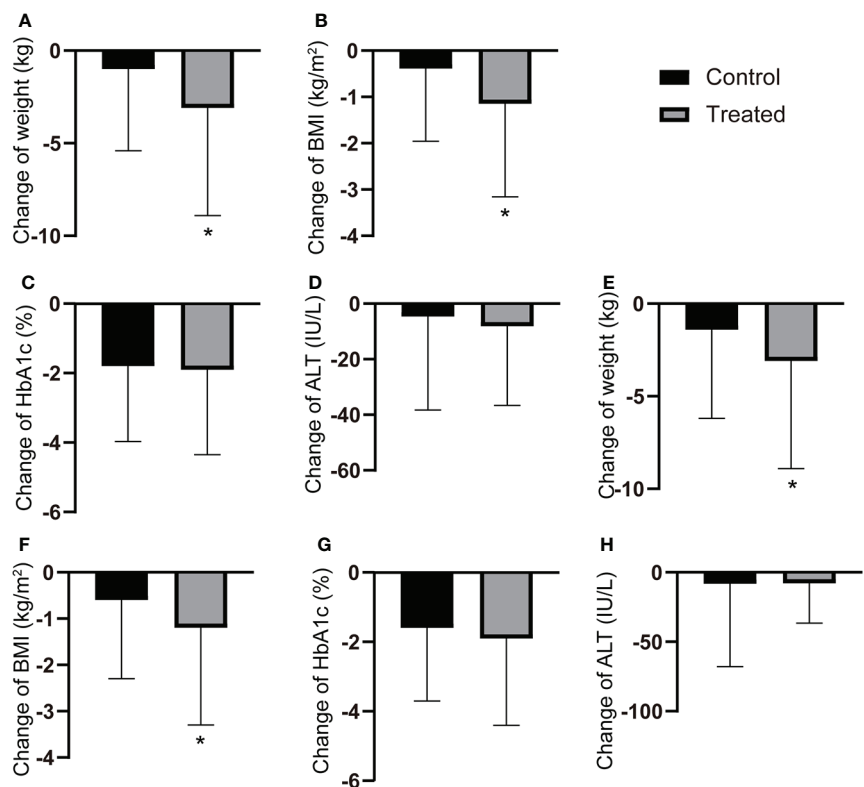 A
Change of weight (kg)
0
-5
-10
*
B
Change of BMI (kg/m²)
0
-1
-2
-3
-4
*
Control
Treated
C
Change of HbA1c (%)
0
-2
-4
-6
D
Change of ALT (IU/L)
0
-20
-40
-60
E
Change of weight (kg)
0
-5
-10
*
F
Change of BMI (kg/m²)
0
-1
-2
-3
-4
*
G
Change of HbA1c (%)
0
-2
-4
-6
H
Change of ALT (IU/L)
0
-50
-100